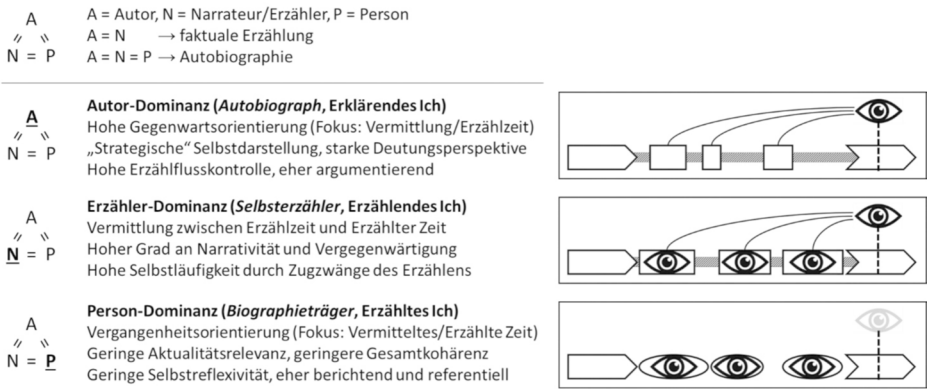 A
A = Autor, N = Narrateur/Erzähler, P = Person
A = N → faktuale Erzählung
N = P
A = N = P → Autobiographie
Autor-Dominanz (Autobiograph, Erklärendes Ich)
A
Hohe Gegenwartsorientierung (Fokus: Vermittlung/Erzählzeit)
N = P
„Strategische“ Selbstdarstellung, starke Deutungsperspektive
Hohe Erzählflusskontrolle, eher argumentierend
Erzähler-Dominanz (Selbsterzähler, Erzählendes Ich)
A
Vermittlung zwischen Erzählzeit und Erzählter Zeit
N = P
Hoher Grad an Narrativität und Vergegenwärtigung
Hohe Selbstläufigkeit durch Zugzwänge des Erzählens
Person-Dominanz (Biographieträger, Erzähltes Ich)
A
Vergangenheitsorientierung (Fokus: Vermitteltes/Erzählte Zeit)
N = P
Geringe Aktualitätsrelevanz, geringere Gesamtkohärenz
Geringe Selbstreflexivität, eher berichtend und referentiell